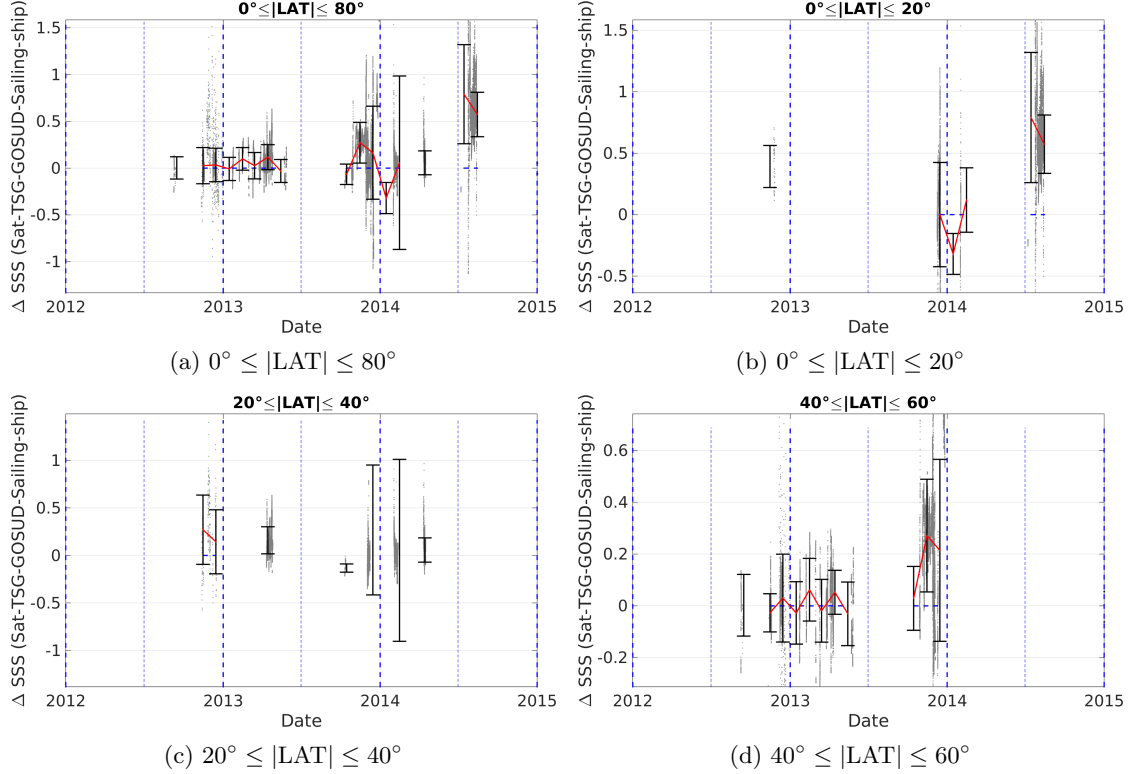 0°≤|LAT|≤ 80°
Δ SSS (Sat-TSG-GOSUD-Sailing-ship)
1.5
1
0.5
0
-0.5
-1
2012
2013
2014
2015
Date
(a) 0° ≤ |LAT| ≤ 80°
0°≤|LAT|≤ 20°
Δ SSS (Sat-TSG-GOSUD-Sailing-ship)
1.5
1
0.5
0
-0.5
2012
2013
2014
2015
Date
(b) 0° ≤ |LAT| ≤ 20°
20°≤|LAT|≤ 40°
Δ SSS (Sat-TSG-GOSUD-Sailing-ship)
1
0.5
0
-0.5
-1
2012
2013
2014
2015
Date
(c) 20° ≤ |LAT| ≤ 40°
40°≤|LAT|≤ 60°
Δ SSS (Sat-TSG-GOSUD-Sailing-ship)
0.6
0.4
0.2
0
-0.2
2012
2013
2014
2015
Date
(d) 40° ≤ |LAT| ≤ 60°